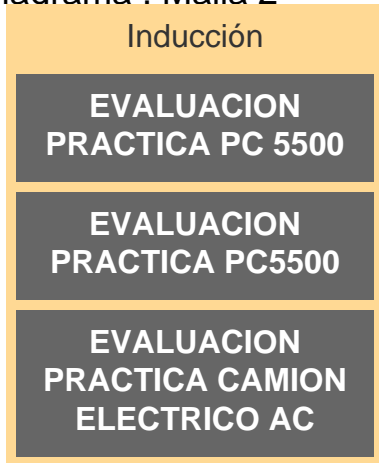 Inducción
EVALUACION
PRACTICA PC 5500
EVALUACION
PRACTICA PC5500
EVALUACION
PRACTICA CAMION
ELECTRICO AC